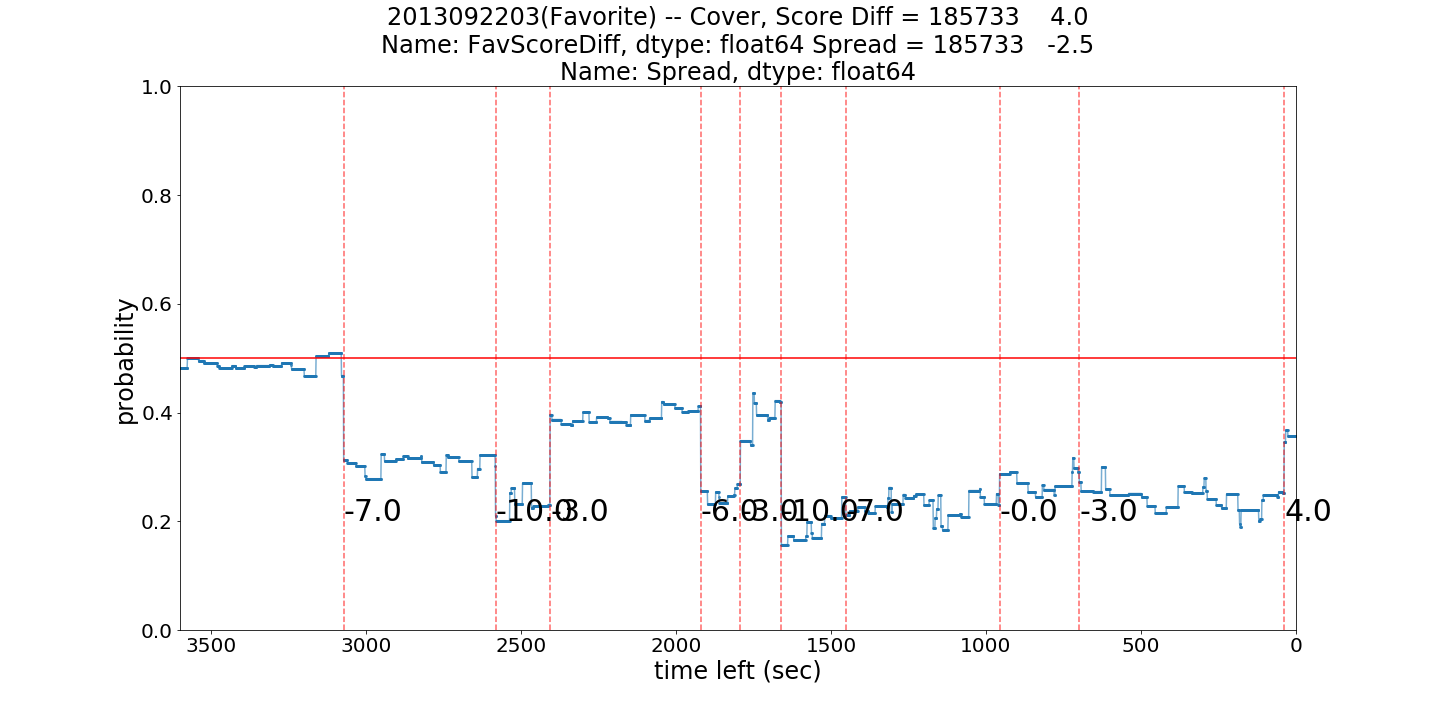 2013092203(Favorite) -- Cover, Score Diff = 185733    4.0
Name: FavScoreDiff, dtype: float64 Spread = 185733   -2.5
Name: Spread, dtype: float64
1.0
0.8
0.6
0.4
0.2
0.0
probability
-7.0
-10.0
-3.0
-6.0
-3.0
-10.0
-7.0
-0.0
-3.0
4.0
3500 3000 2500 2000 1500 1000 500 0
time left (sec)